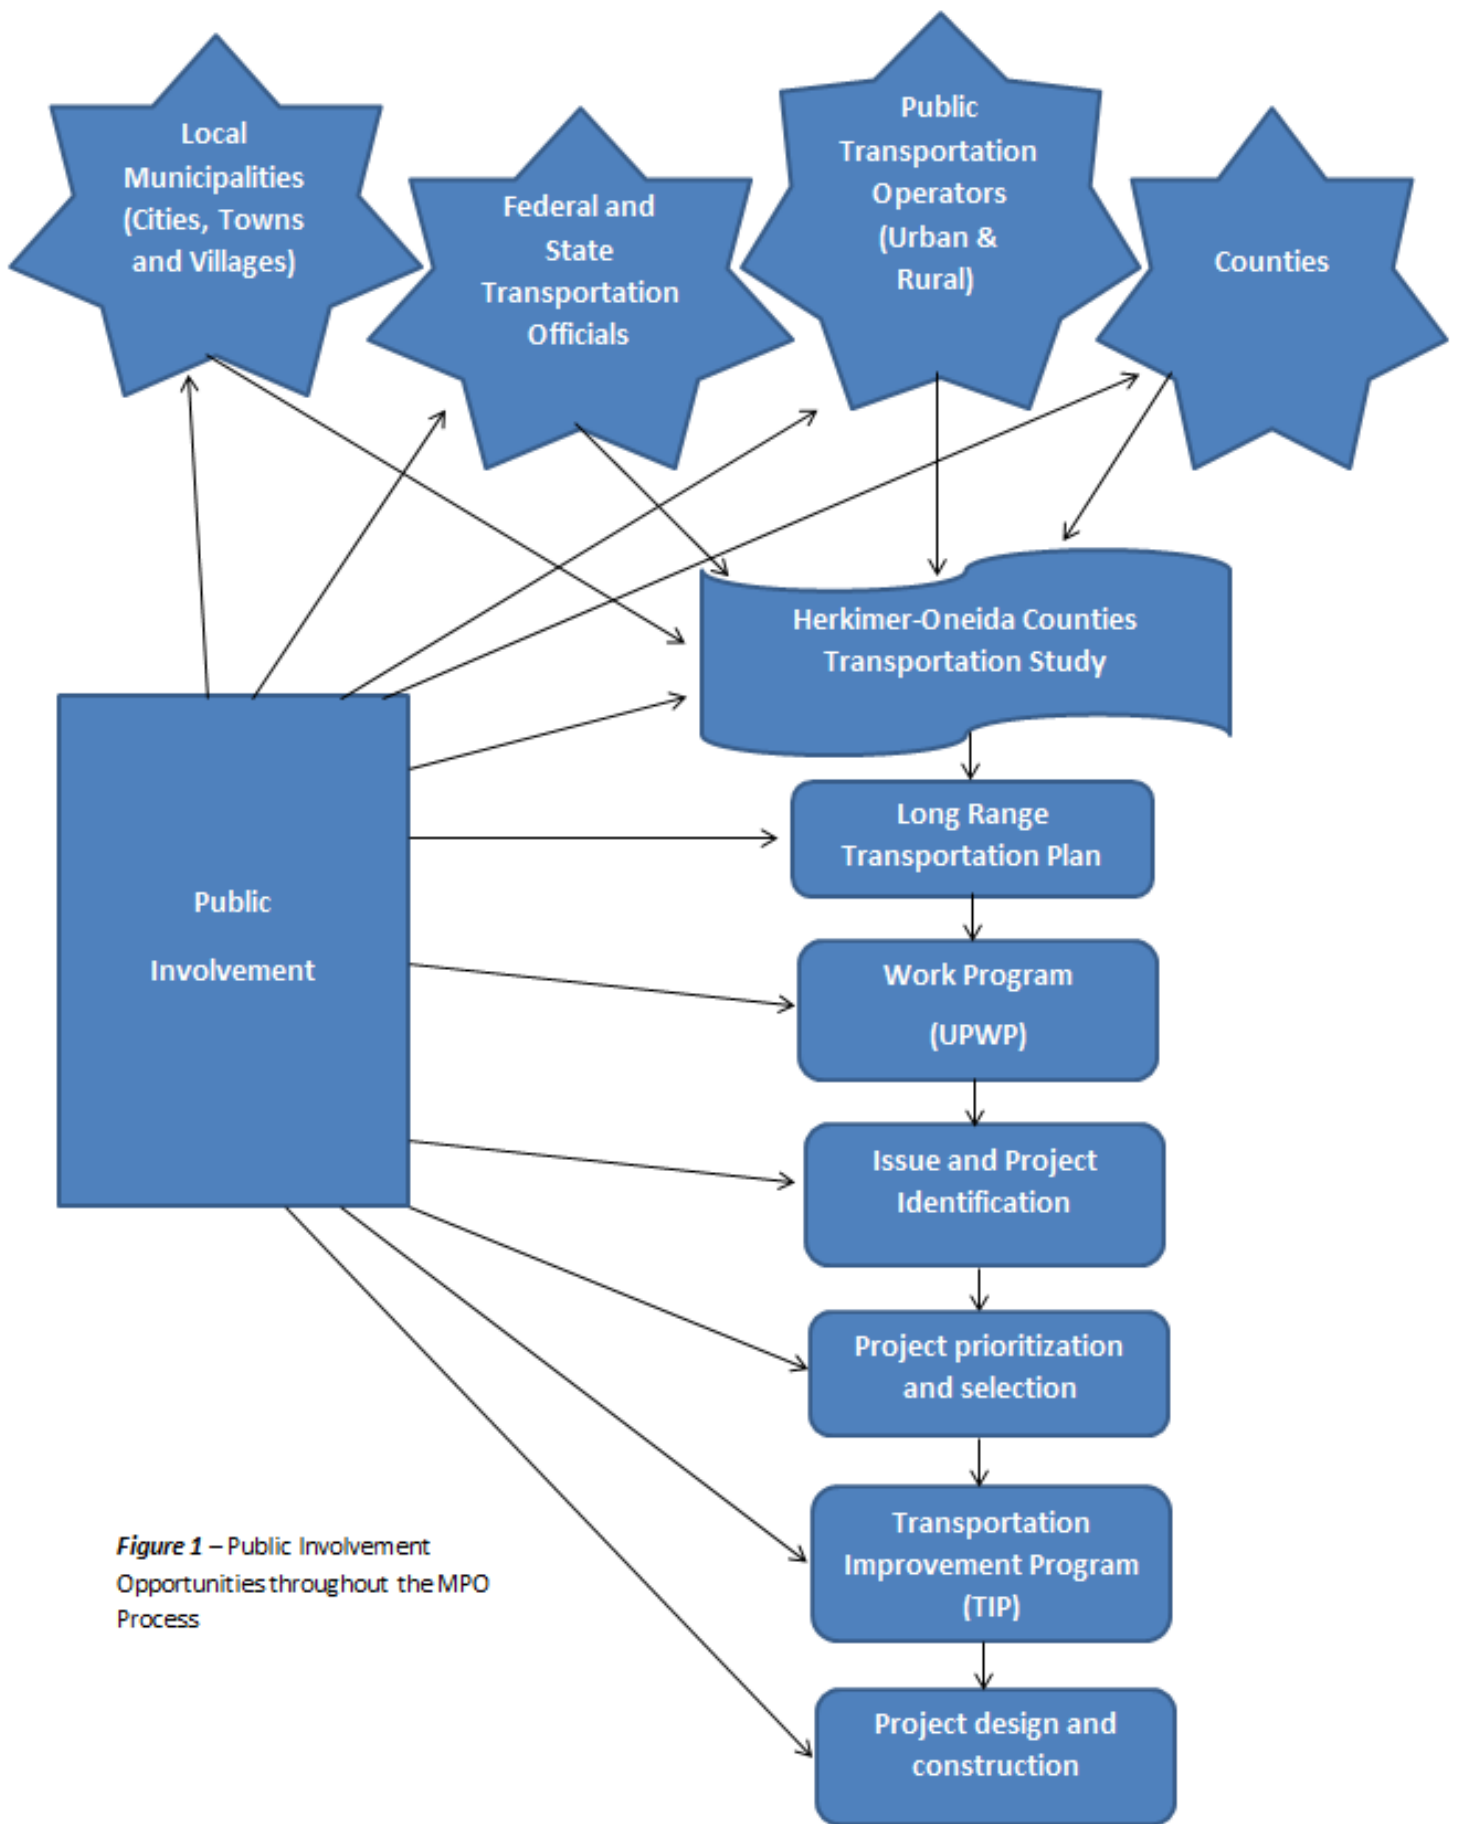 Local
Municipalities
(Cities, Towns
and Villages)
Federal and
State
Transportation
Officials
Public
Transportation
Operators
(Urban &
Rural)
Counties
Herkimer-Oneida Counties
Transportation Study
Long Range
Transportation Plan
Public
Involvement
Work Program
(UPWP)
Issue and Project
Identification
Project prioritization
and selection
Transportation
Improvement Program
(TIP)
Project design and
construction
Figure 1 – Public Involvement
Opportunities throughout the MPO
Process